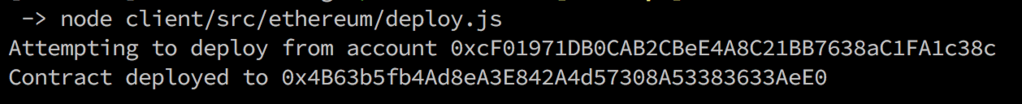 -> node client/src/ethereum/deploy.js
Attempting to deploy from account 0xcF01971DB0CAB2CBeE4A8C21BB7638aC1FA1c38c
Contract deployed to 0x4B63b5fb4Ad8eA3E842A4d57308A53383633AeE0